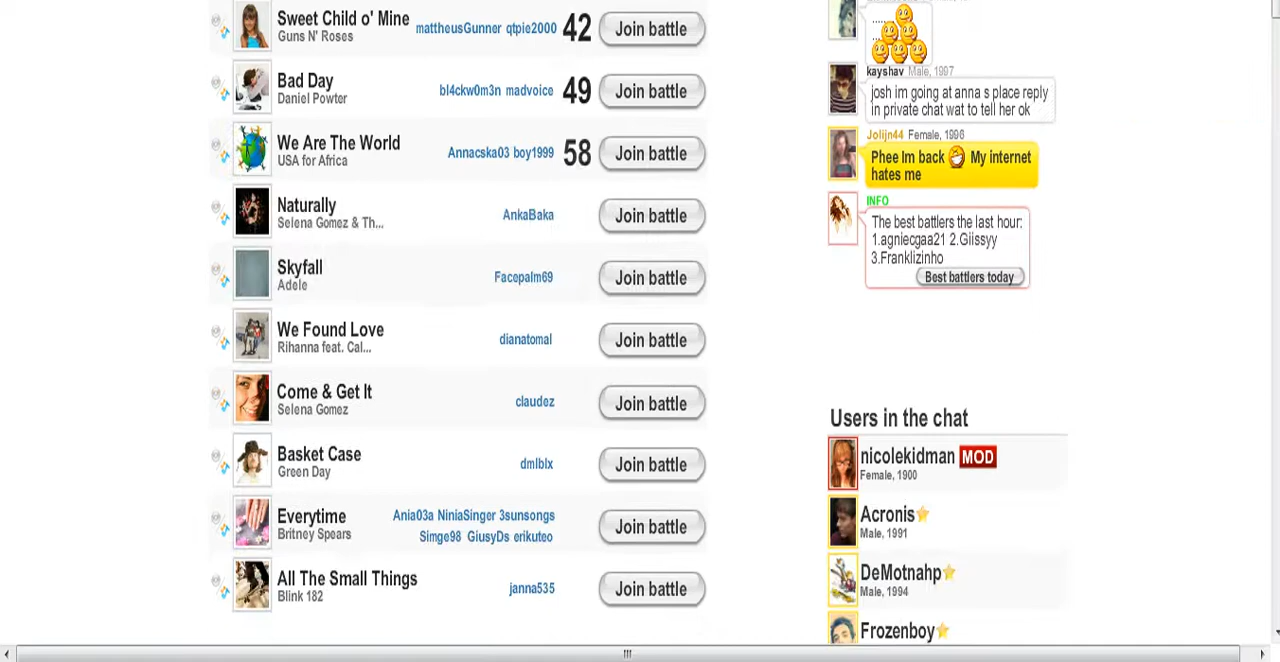 Sweet Child o' Mine
Guns N' Roses
mattheusGunner qtpie2000
42
Join battle
Bad Day
Daniel Powter
bl4ckw0m3n madvoice
49
Join battle
We Are The World
USA for Africa
Annacska03 boy1999
58
Join battle
Naturally
Selena Gomez & Th...
AnkaBaka
Join battle
Skyfall
Adele
Facepalm69
Join battle
We Found Love
Rihanna feat. Cal...
dianatomal
Join battle
Come & Get It
Selena Gomez
claudez
Join battle
Basket Case
Green Day
dmlblx
Join battle
Everytime
Britney Spears
Ania03a NiniaSinger 3sunsongs
Simge98 GiusyDs erikuteo
Join battle
All The Small Things
Blink 182
janna535
Join battle
kayshav Male, 1997
josh im going at anna s place reply
in private chat wat to tell her ok
Jolijn44 Female, 1996
Phee Im back My internet
hates me
INFO
The best battlers the last hour:
1.agniecgaa21 2.Giissyy
3.Franklizinho
Best battlers today
Users in the chat
nicolekidman MOD
Female, 1900
Acronis
Male, 1991
DeMotnahp
Male, 1994
Frozenboy